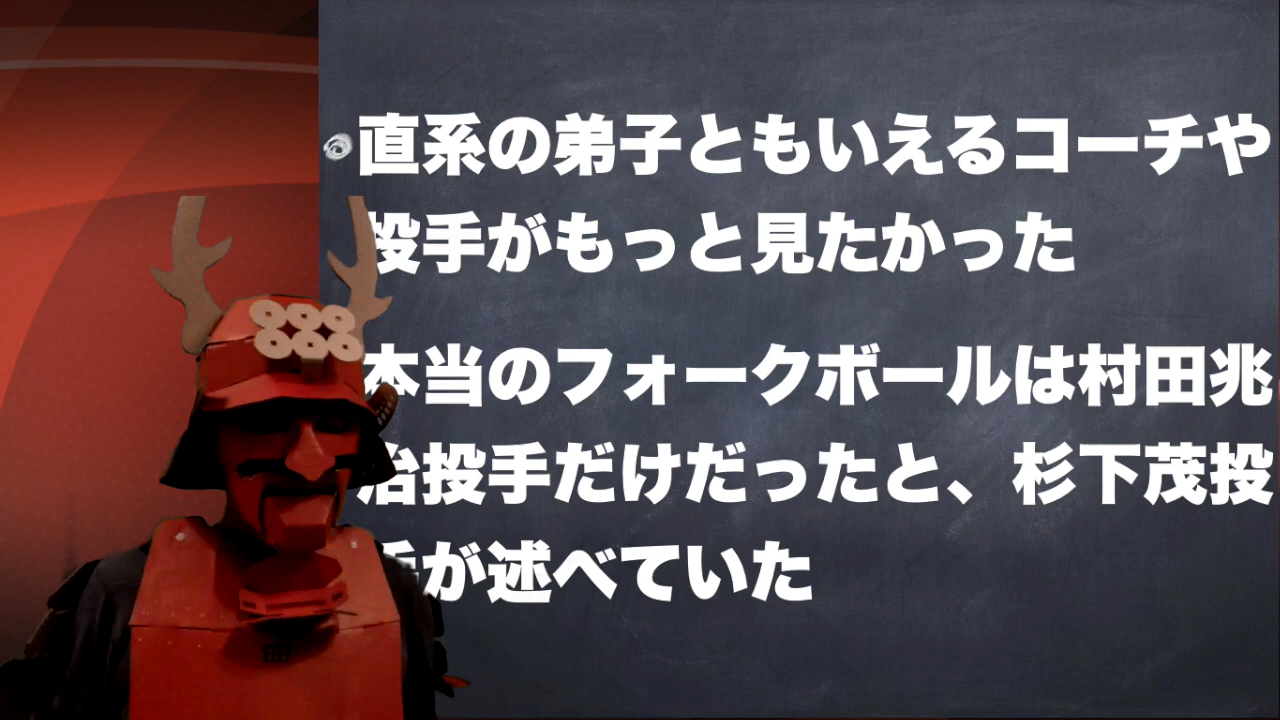 直系の弟子ともいえるコーチや
投手がもっと見たかった
本当のフォークボールは村田兆
治投手だけだったと、杉下茂投
手が述べていた